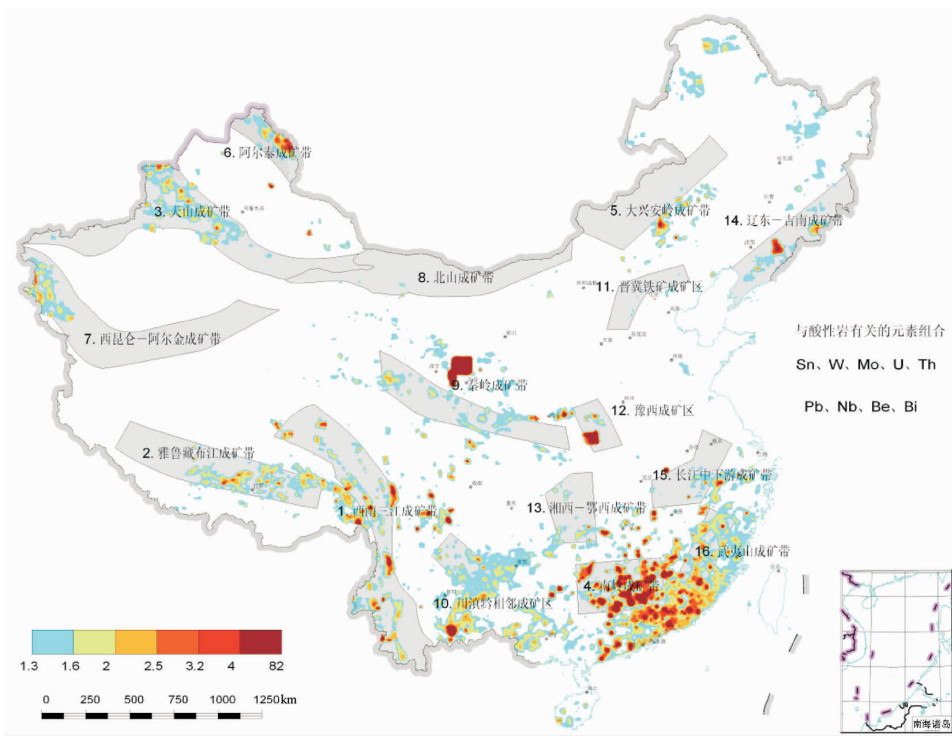 6. 阿尔泰成矿带
3. 天山成矿带
5. 大兴安岭成矿带
14. 辽东－吉南成矿带
8. 北山成矿带
11. 晋冀铁矿成矿区
7. 西昆仑－阿尔金成矿带
与酸性岩有关的元素组合
Sn、W、Mo、U、Th
Pb、Nb、Be、Bi
9. 秦岭成矿带
12. 豫西成矿区
2. 雅鲁藏布江成矿带
15. 长江中下游成矿带
1. 西南三江成矿带
13. 湘西－鄂西成矿带
16. 武夷山成矿带
4. 南岭成矿带
10. 川滇黔相邻成矿区
1.3 1.6 2 2.5 3.2 4 82
0 250 500 750 1000 1250km
南海诸岛